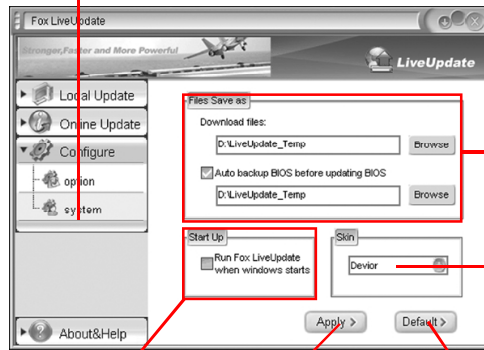 Fox LiveUpdate
Stronger,Faster and More Powerful
LiveUpdate
Local Update
Online Update
Configure
option
system
About&Help
Files Save as
Download files:
D:\LiveUpdate_Temp
Browse
Auto backup BIOS before updating BIOS
D:\LiveUpdate_Temp
Browse
Start Up
Run Fox LiveUpdate
when windows starts
Skin
Devior
Apply >
Default >